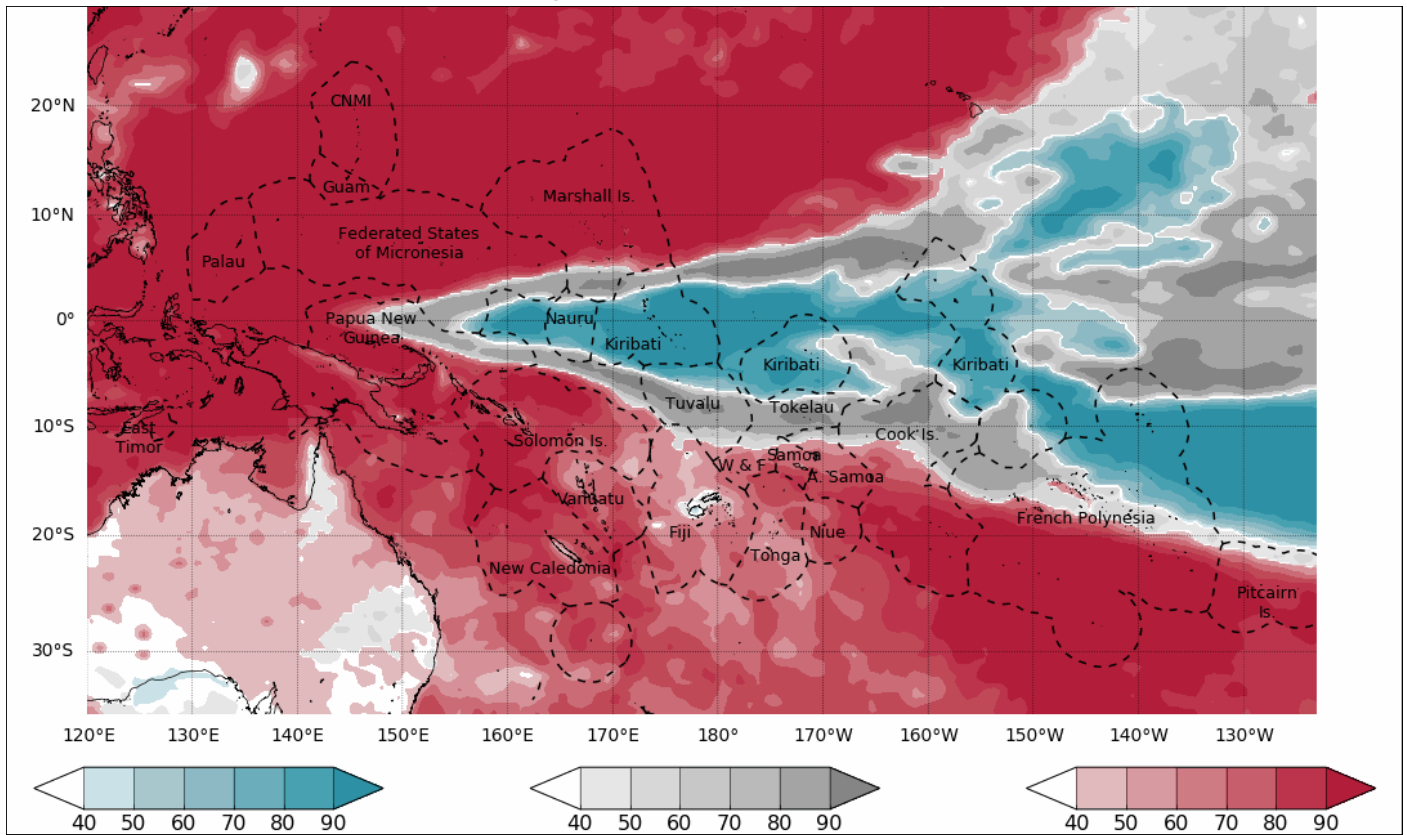 20°N
CNMI
Guam
Marshall Is.
10°N
Federated States
of Micronesia
Palau
0°
Papua New
Guinea
Nauru
Kiribati
Kiribati
Kiribati
Tuvalu
Tokelau
10°S
East
Timor
Solomon Is.
Cook Is.
Samoa
W & F
A. Samoa
Vanuatu
French Polynesia
20°S
Fiji
Niue
Tonga
New Caledonia
Pitcairn
Is.
30°S
120°E 130°E 140°E 150°E 160°E 170°E 180° 170°W 160°W 150°W 140°W 130°W
40 50 60 70 80 90
40 50 60 70 80 90
40 50 60 70 80 90